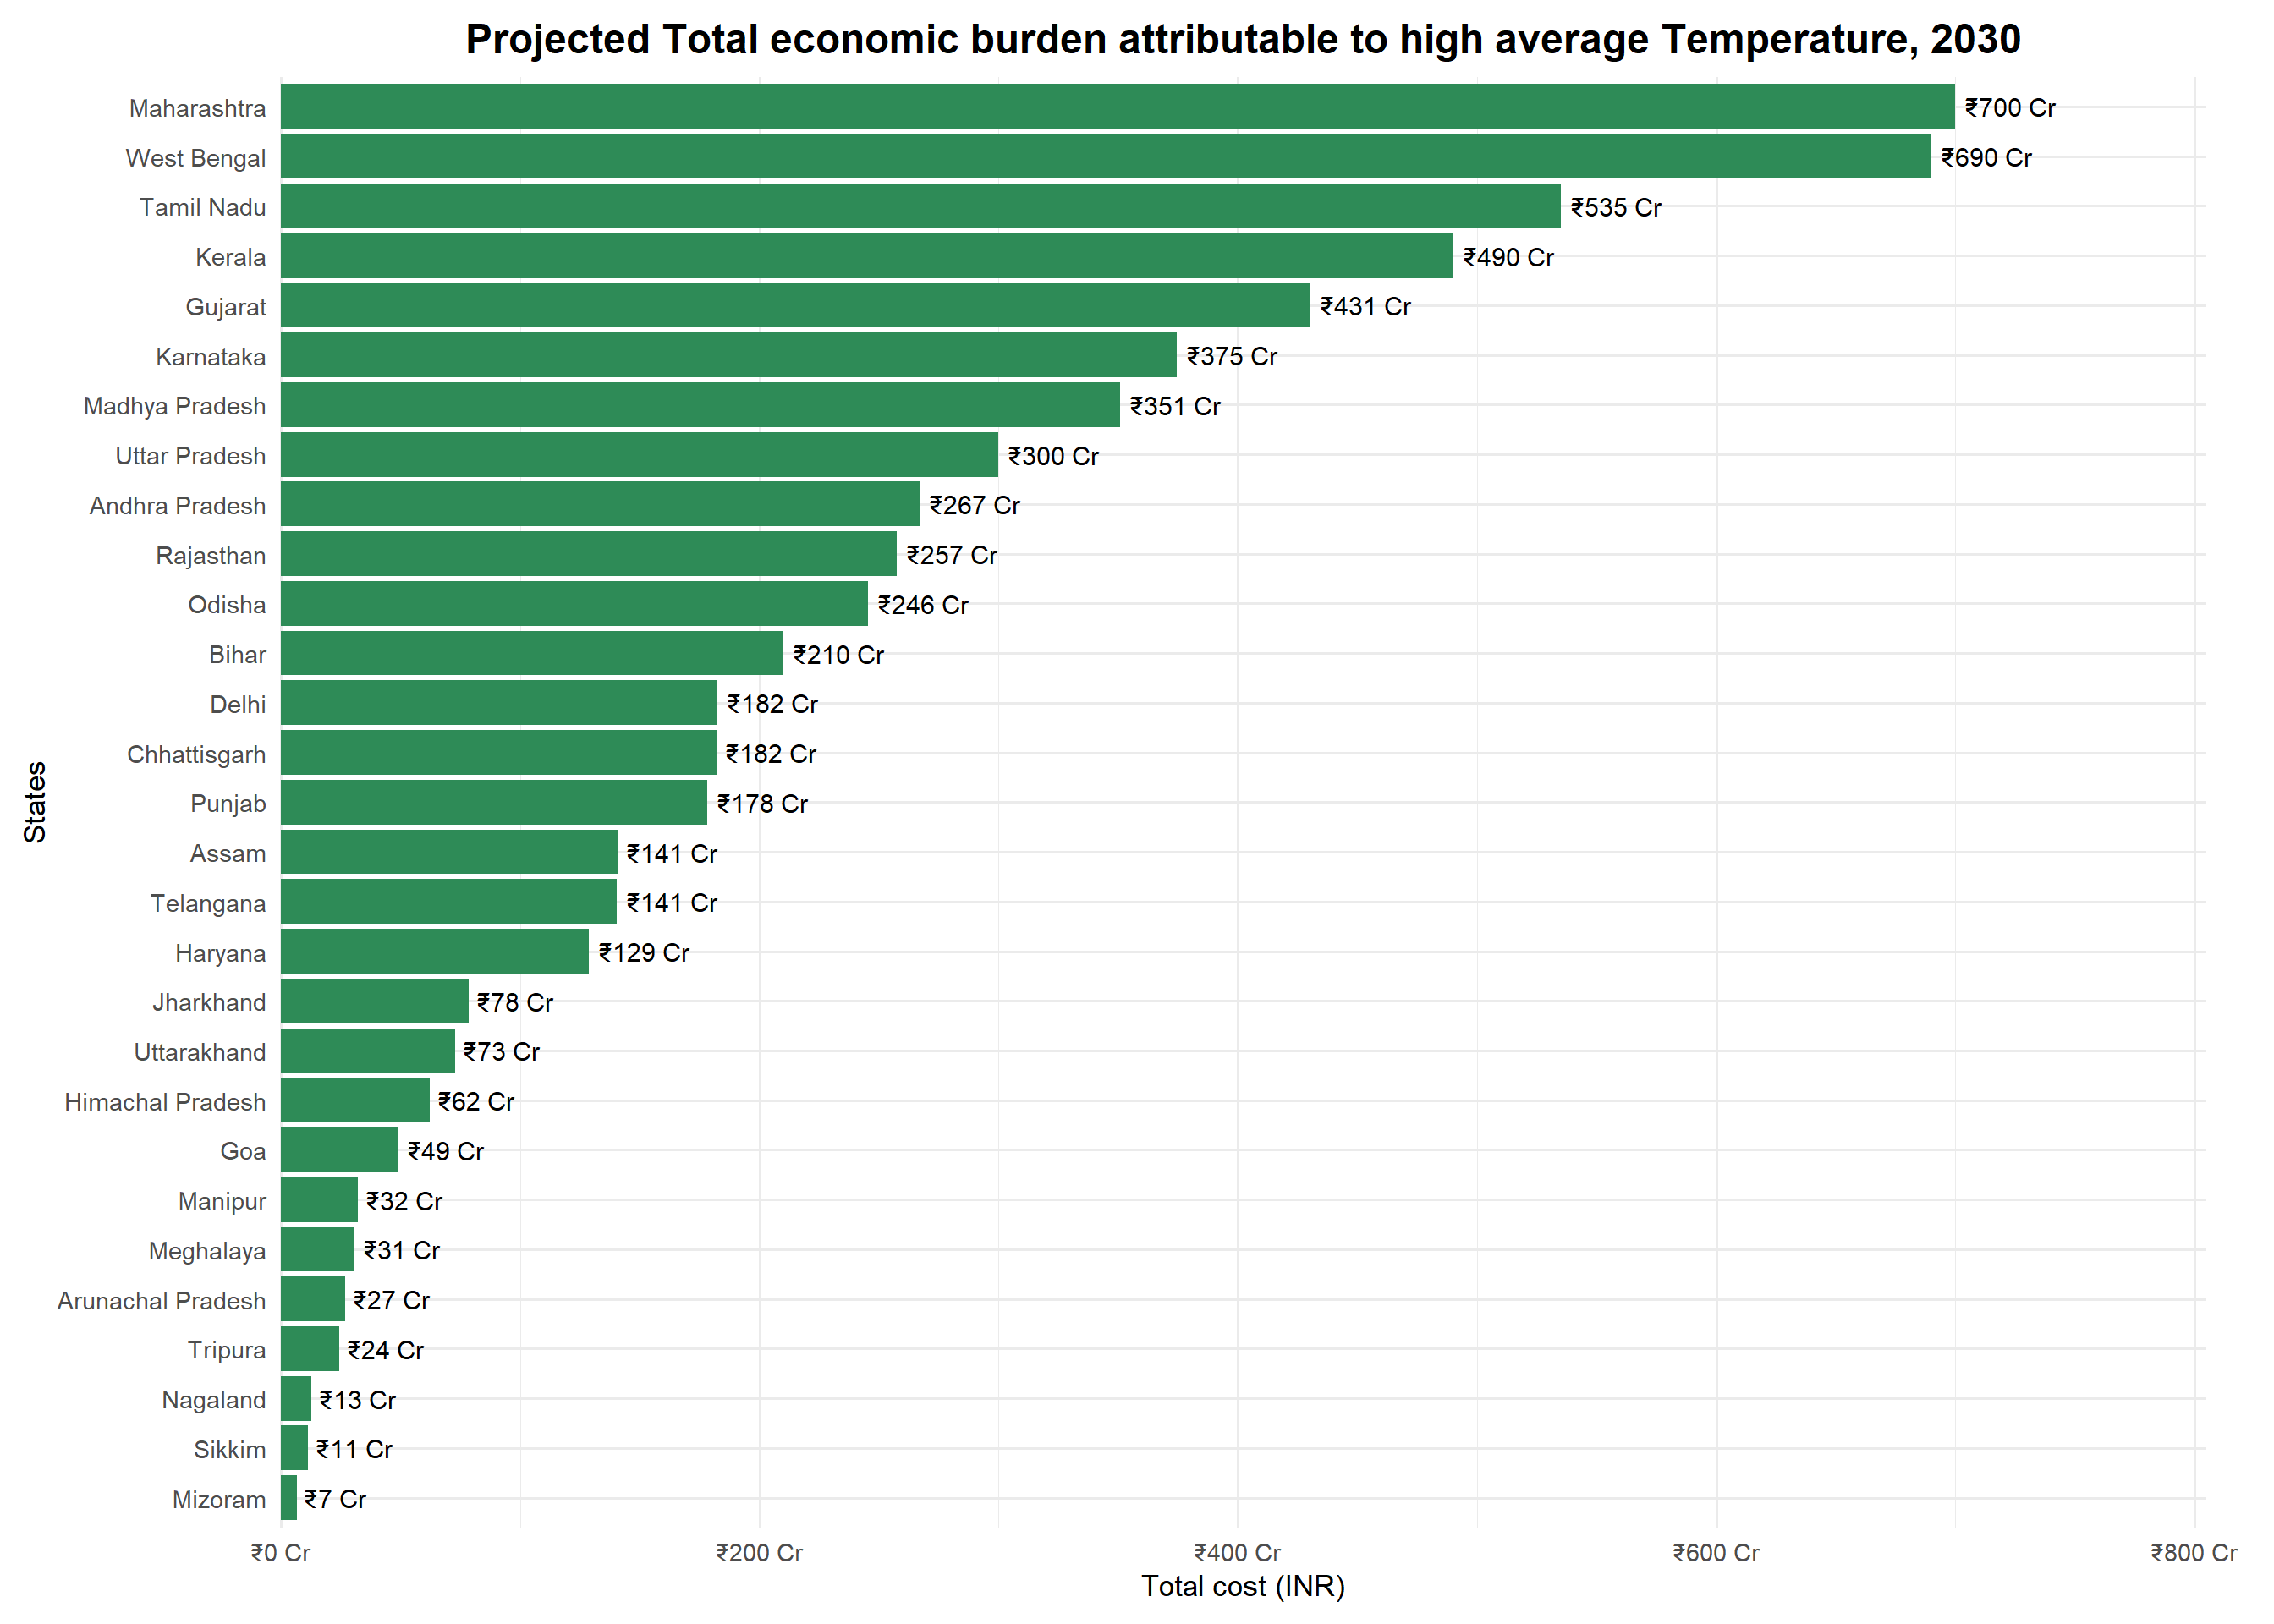 Projected Total economic burden attributable to high average Temperature, 2030
Maharashtra ₹700 Cr
West Bengal ₹690 Cr
Tamil Nadu ₹535 Cr
Kerala ₹490 Cr
Gujarat ₹431 Cr
Karnataka ₹375 Cr
Madhya Pradesh ₹351 Cr
Uttar Pradesh ₹300 Cr
Andhra Pradesh ₹267 Cr
Rajasthan ₹257 Cr
Odisha ₹246 Cr
Bihar ₹210 Cr
Delhi ₹182 Cr
Chhattisgarh ₹182 Cr
Punjab ₹178 Cr
Assam ₹141 Cr
Telangana ₹141 Cr
Haryana ₹129 Cr
Jharkhand ₹78 Cr
Uttarakhand ₹73 Cr
Himachal Pradesh ₹62 Cr
Goa ₹49 Cr
Manipur ₹32 Cr
Meghalaya ₹31 Cr
Arunachal Pradesh ₹27 Cr
Tripura ₹24 Cr
Nagaland ₹13 Cr
Sikkim ₹11 Cr
Mizoram ₹7 Cr
States
₹0 Cr ₹200 Cr ₹400 Cr ₹600 Cr ₹800 Cr
Total cost (INR)